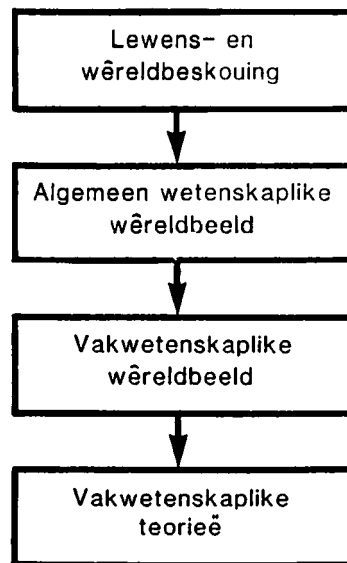 Lewens- en
wêreldbeskouing
Algemeen wetenskaplike
wêreldbeeld
Vakwetenskaplike
wêreldbeeld
Vakwetenskaplike
teorieë